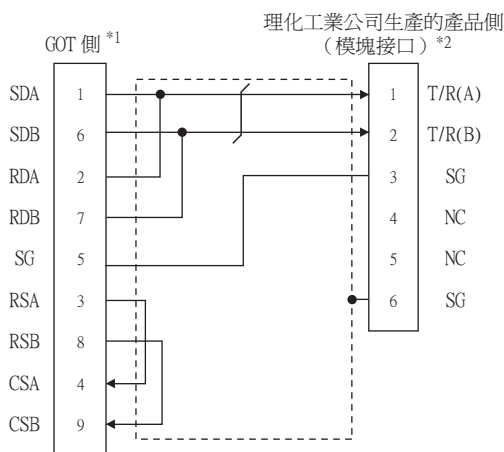 理化工業公司生產的產品側
GOT 側 *1 （模塊接口）*2
SDA 1 1 T/R(A)
SDB 6 2 T/R(B)
RDA 2 3 SG
RDB 7 4 NC
SG 5 5 NC
RSA 3 6 SG
RSB 8
CSA 4
CSB 9